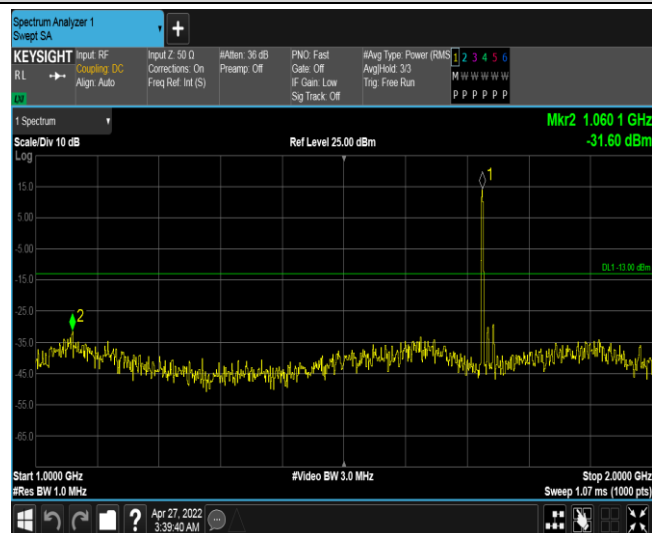 Spectrum Analyzer 1
Swept SA
+
KEYSIGHT
RL
Input: RF
Coupling: DC
Align: Auto
Input Z: 50 Ω
Corrections: On
Freq Ref: Int (S)
#Atten: 36 dB
Preamp: Off
PNO: Fast
Gate: Off
IF Gain: Low
Sig Track: Off
#Avg Type: Power (RMS
Avg|Hold: 3/3
Trig: Free Run
1 2 3 4 5 6
M W W W W W
P P P P P P
1 Spectrum
Mkr2 1.060 1 GHz
Scale/Div 10 dB
Ref Level 25.00 dBm
-31.60 dBm
Log
1
15.0
5.00
-5.00
DL1 -13.00 dBm
-15.0
-25.0
2
-35.0
-45.0
-55.0
-65.0
Start 1.0000 GHz
#Video BW 3.0 MHz
Stop 2.0000 GHz
#Res BW 1.0 MHz
Sweep 1.07 ms (1000 pts)
?
Apr 27, 2022
3:39:40 AM